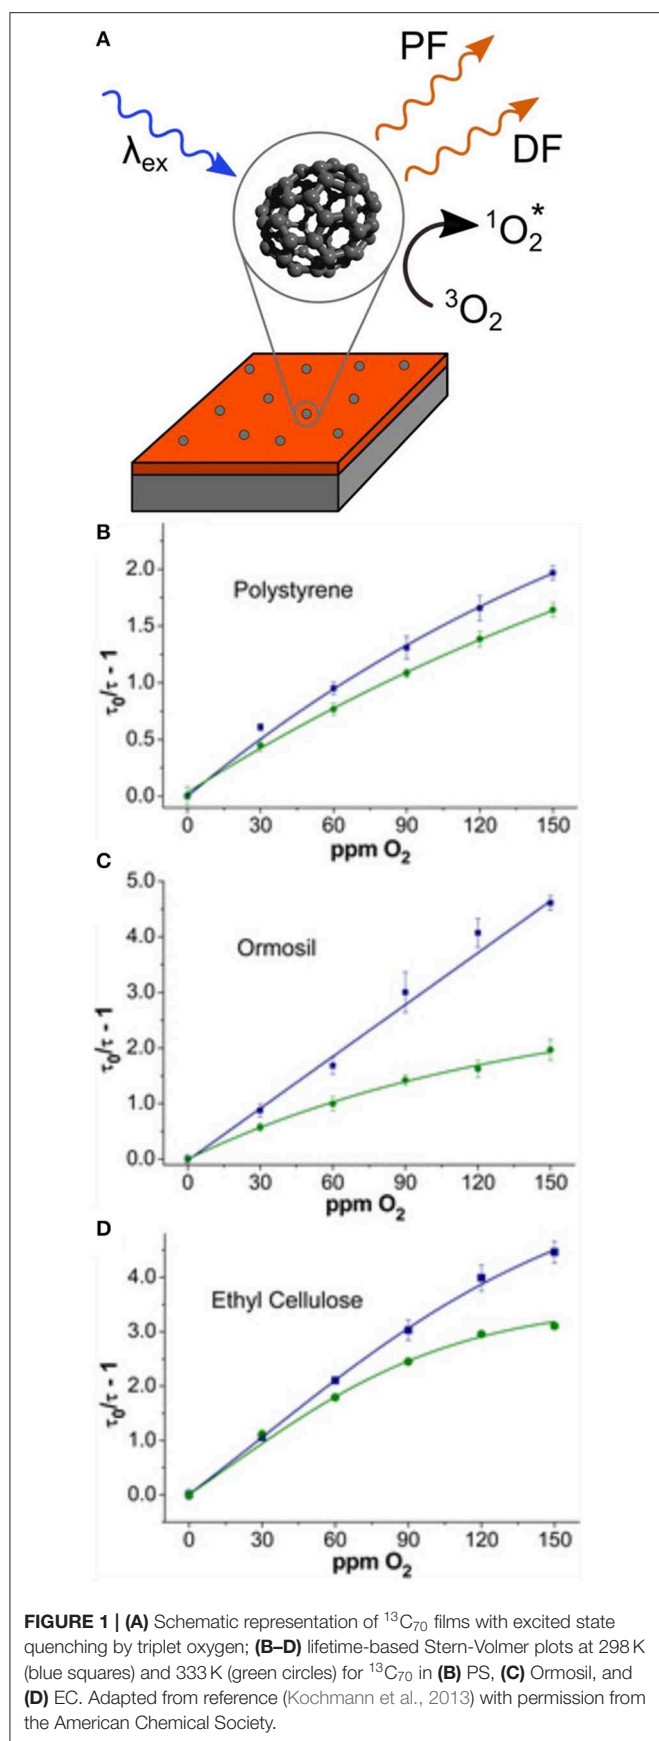 A
PF
DF
λex
¹O₂*
³O₂
B
2.0
Polystyrene
1.5
1.0
0.5
0.0
τ₀/τ - 1
0 30 60 90 120 150
ppm O₂
C
5.0
4.0
Ormosil
3.0
2.0
1.0
0.0
τ₀/τ - 1
0 30 60 90 120 150
ppm O₂
D
4.0
Ethyl Cellulose
3.0
2.0
1.0
0.0
τ₀/τ - 1
0 30 60 90 120 150
ppm O₂
FIGURE 1 | (A) Schematic representation of ¹³C₇₀ films with excited state
quenching by triplet oxygen; (B–D) lifetime-based Stern-Volmer plots at 298 K
(blue squares) and 333 K (green circles) for ¹³C₇₀ in (B) PS, (C) Ormosil, and
(D) EC. Adapted from reference (Kochmann et al., 2013) with permission from
the American Chemical Society.